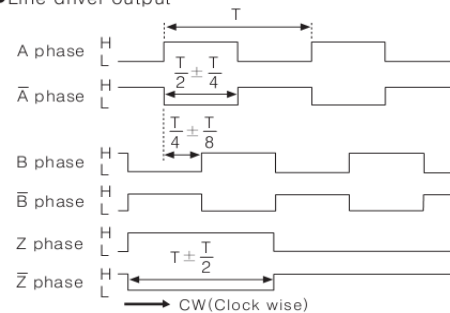 Line driver output
T
A phase H
L
T/2 ± T/4
A̅ phase H
L
T/4 ± T/8
B phase H
L
B̅ phase H
L
Z phase H
L
T ± T/2
Z̅ phase H
L
CW(Clock wise)